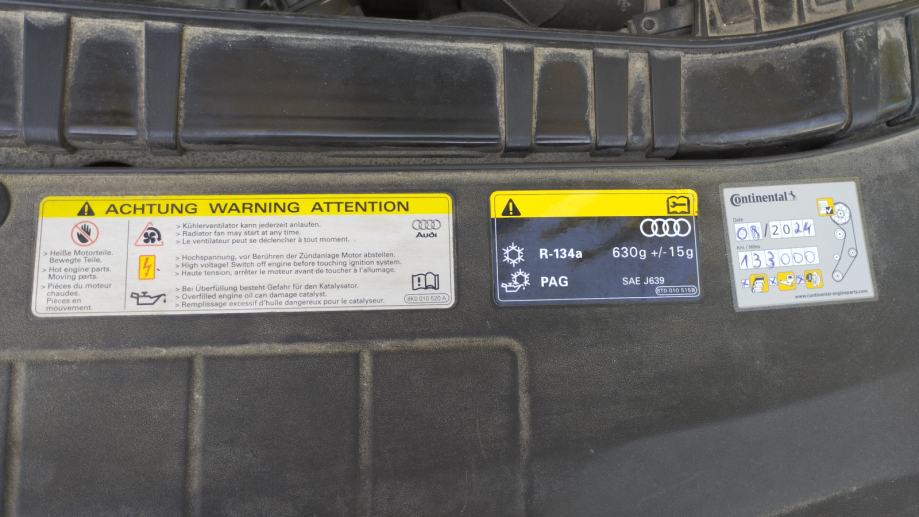 ACHTUNG WARNING ATTENTION
> Heiße Motorteile.
Bewegte Teile.
> Hot engine parts.
Moving parts.
> Pièces du moteur
chaudes.
Pièces en
mouvement.
> Kühlerventilator kann jederzeit anlaufen.
> Radiator fan may start at any time.
> Le ventilateur peut se déclencher à tout moment.
> Hochspannung, vor Berühren der Zündanlage Motor abstellen.
> High voltage! Switch off engine before touching ignition system.
> Haute tension, arrêter le moteur avant de toucher à l'allumage.
> Bei Überfüllung besteht Gefahr für den Katalysator.
> Overfilled engine oil can damage catalyst.
> Remplissage excessif d'huile dangereux pour le catalyseur.
Audi
8K0 010 520 A
R-134a 630g +/-15g
PAG SAE J639
8T0 010 515B
Continental
Date
08/2024
Km / Miles
133000
www.continental-engineparts.com